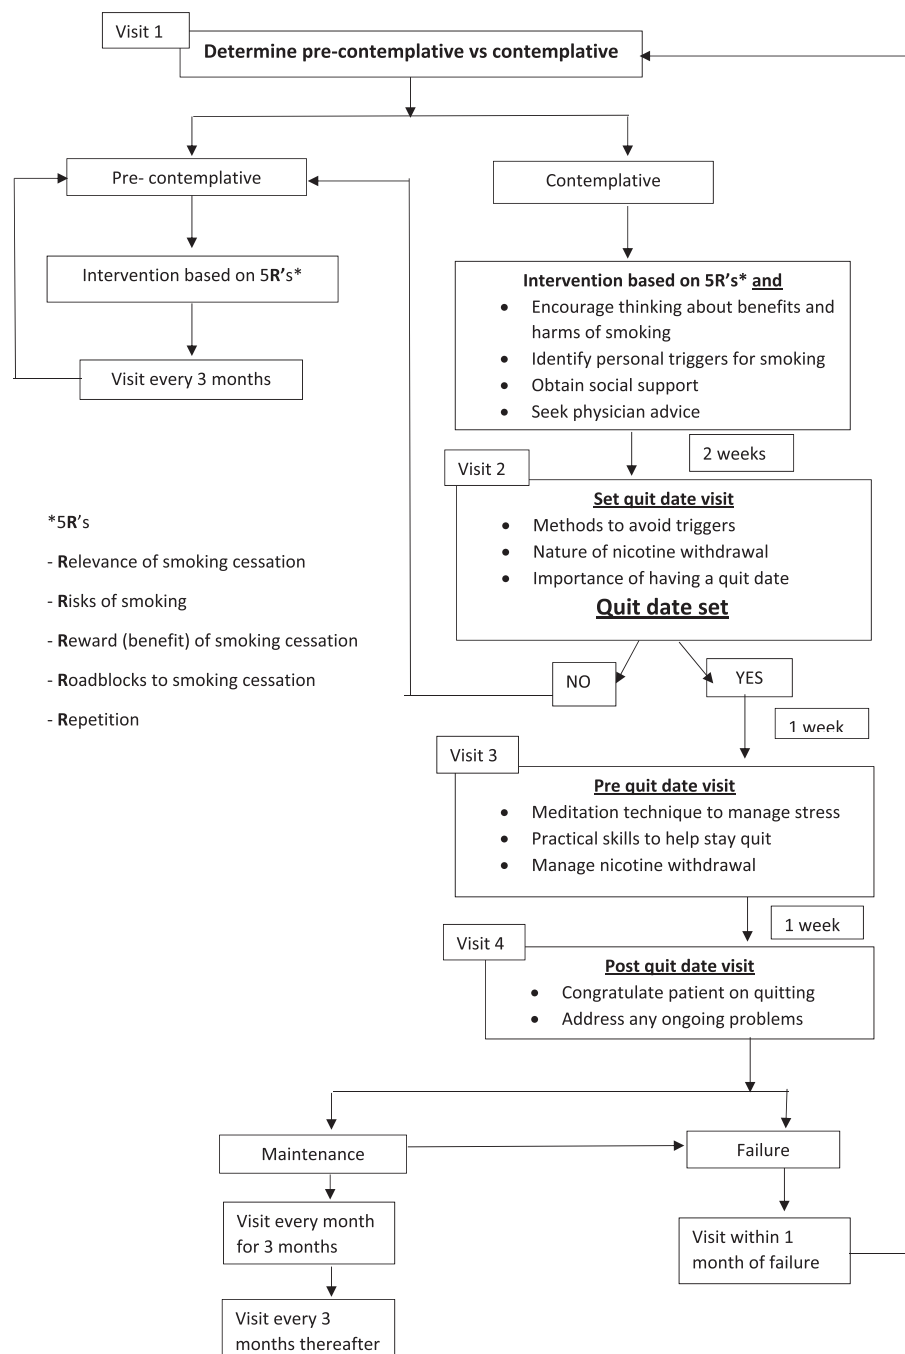 Visit 1
Determine pre-contemplative vs contemplative
Pre- contemplative
Contemplative
Intervention based on 5R's*
Visit every 3 months
Intervention based on 5R's* and
• Encourage thinking about benefits and
harms of smoking
• Identify personal triggers for smoking
• Obtain social support
• Seek physician advice
2 weeks
Visit 2
Set quit date visit
• Methods to avoid triggers
• Nature of nicotine withdrawal
• Importance of having a quit date
Quit date set
*5R's
- Relevance of smoking cessation
- Risks of smoking
- Reward (benefit) of smoking cessation
- Roadblocks to smoking cessation
- Repetition
NO
YES
1 week
Visit 3
Pre quit date visit
• Meditation technique to manage stress
• Practical skills to help stay quit
• Manage nicotine withdrawal
1 week
Visit 4
Post quit date visit
• Congratulate patient on quitting
• Address any ongoing problems
Maintenance
Failure
Visit every month
for 3 months
Visit within 1
month of failure
Visit every 3
months thereafter